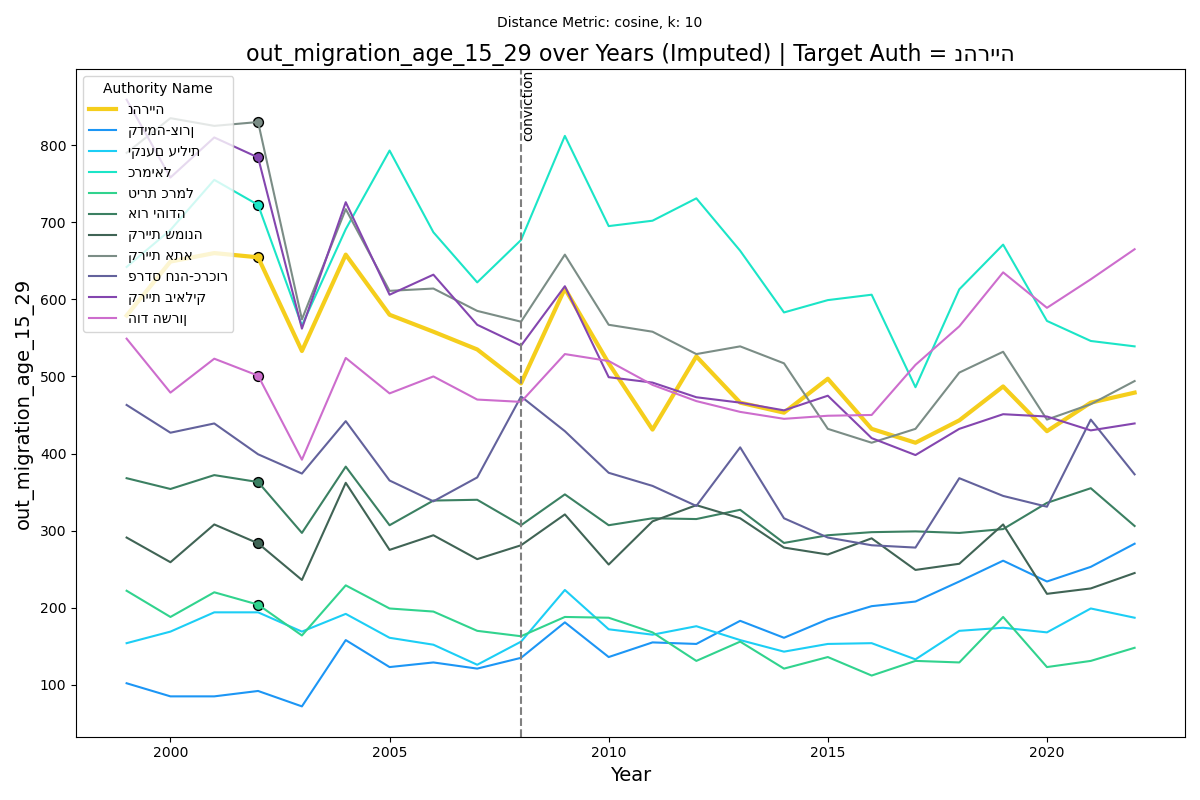 Distance Metric: cosine, k: 10
out_migration_age_15_29 over Years (Imputed) | Target Auth = נהרייה
Authority Name
נהרייה
קדימה-צורן
יקנעם עילית
כרמיאל
טירת כרמל
אור יהודה
קריית שמונה
קריית אתא
פרדס חנה-כרכור
קריית ביאליק
הוד השרון
conviction
out_migration_age_15_29
800
700
600
500
400
300
200
100
2000
2005
2010
2015
2020
Year